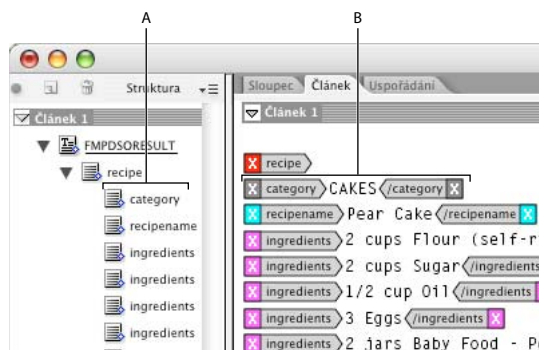 A B
Struktura Sloupec Článek Uspořádání
Článek 1 Článek 1
FMPDSORESULT
recipe recipe
category category CAKES /category
recipename recipename Pear Cake /recipename
ingredients ingredients 2 cups Flour (self-r
ingredients ingredients 2 cups Sugar /ingredients
ingredients ingredients 1/2 cup Oil /ingredients
ingredients ingredients 3 Eggs /ingredients
ingredients 2 jars Baby Food -